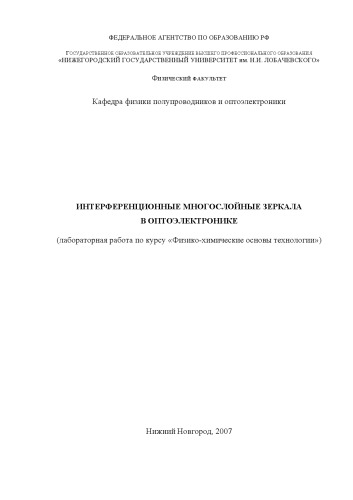 ФЕДЕРАЛЬНОЕ АГЕНТСТВО ПО ОБРАЗОВАНИЮ РФ
ГОСУДАРСТВЕННОЕ ОБРАЗОВАТЕЛЬНОЕ УЧРЕЖДЕНИЕ ВЫСШЕГО ПРОФЕССИОНАЛЬНОГО ОБРАЗОВАНИЯ
«НИЖЕГОРОДСКИЙ ГОСУДАРСТВЕННЫЙ УНИВЕРСИТЕТ им. Н.И. ЛОБАЧЕВСКОГО»
ФИЗИЧЕСКИЙ ФАКУЛЬТЕТ
Кафедра физики полупроводников и оптоэлектроники
ИНТЕРФЕРЕНЦИОННЫЕ МНОГОСЛОЙНЫЕ ЗЕРКАЛА
В ОПТОЭЛЕКТРОНИКЕ
(лабораторная работа по курсу «Физико-химические основы технологии»)
Нижний Новгород, 2007